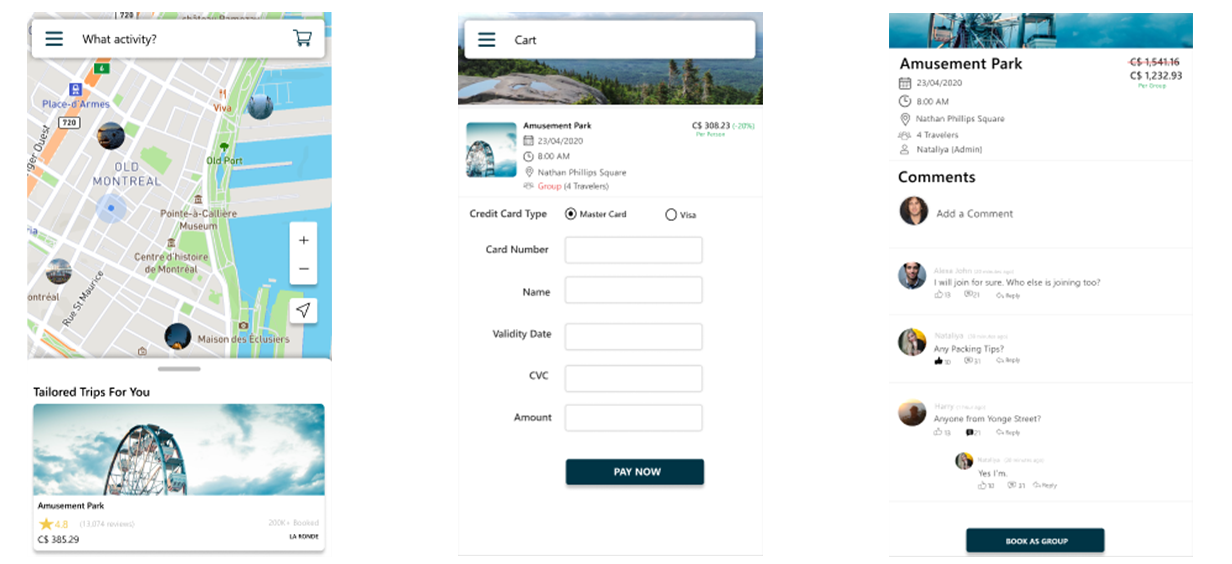 720
château Ramezay
What activity?
6
Place-d'Armes
Viva
720
ger Ouest
Old Port
OLD
MONTREAL
Pointe-à-Callière
Museum
Centre d'histoire
de Montréal
ontréal
Rue St Maurice
+
−
Maison des Éclusiers
Tailored Trips For You
Amusement Park
4.8 (13,074 reviews)
200K+ Booked
C$ 385.29
LA RONDE
Cart
Amusement Park
C$ 308.23 (-20%)
Per Person
23/04/2020
8:00 AM
Nathan Phillips Square
Group (4 Travelers)
Credit Card Type
Master Card
Visa
Card Number
Name
Validity Date
CVC
Amount
PAY NOW
Amusement Park
C$ 1,541.16
C$ 1,232.93
Per Group
23/04/2020
8:00 AM
Nathan Phillips Square
4 Travelers
Nataliya (Admin)
Comments
Add a Comment
Alexe John
I will join for sure. Who else is joining too?
13 21 Reply
Nataliya
Any Packing Tips?
10 31 Reply
Harry
Anyone from Yonge Street?
13 21 Reply
Nataliya
Yes I'm.
10 31 Reply
BOOK AS GROUP